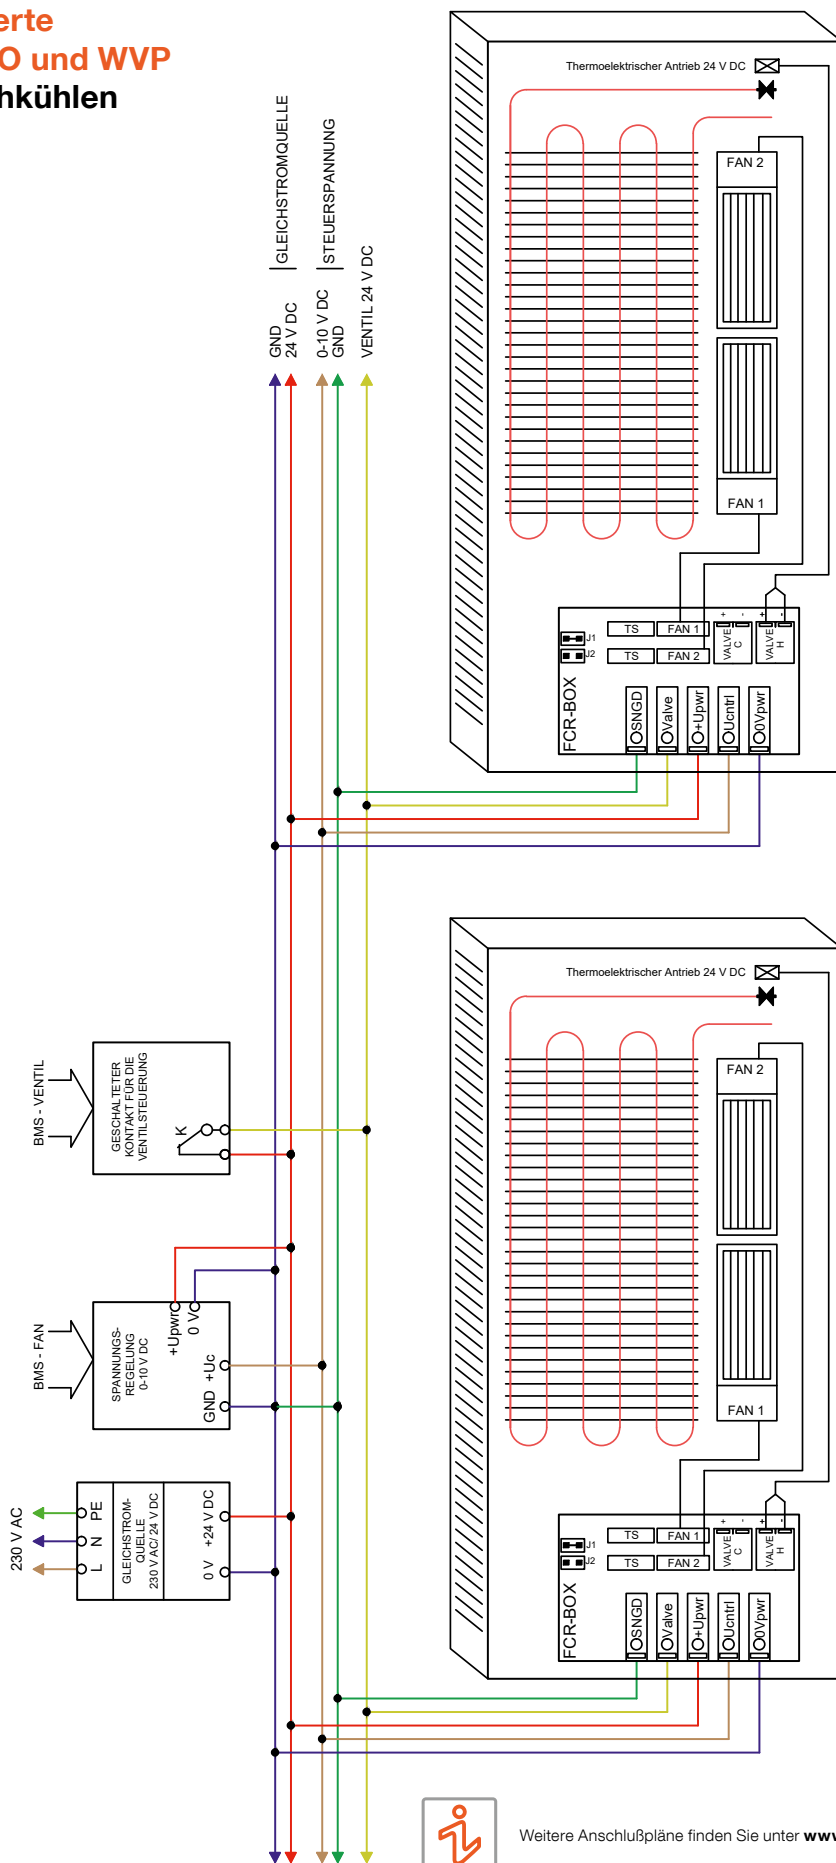 erte
O und WVP
hkühlen
GLEICHSTROMQUELLE
STEUERSPANNUNG
GND
24 V DC
0-10 V DC
GND
VENTIL 24 V DC
Thermoelektrischer Antrieb 24 V DC
FAN 2
FAN 1
FCR-BOX
J1
J2
TS
FAN 1
TS
FAN 2
+
-
VALVE
C
+
-
VALVE
H
SNGD
Valve
+Upwr
Ucntrl
0Vpwr
BMS - VENTIL
GESCHALTETER
KONTAKT FÜR DIE
VENTILSTEUERUNG
K
BMS - FAN
SPANNUNGS-
REGELUNG
0-10 V DC
+Upwr
0 V
+Uc
GND
230 V AC
PE
N
L
GLEICHSTROM-
QUELLE
230 V AC/ 24 V DC
+24 V DC
0 V
Thermoelektrischer Antrieb 24 V DC
FAN 2
FAN 1
FCR-BOX
J1
J2
TS
FAN 1
TS
FAN 2
+
-
VALVE
C
+
-
VALVE
H
SNGD
Valve
+Upwr
Ucntrl
0Vpwr
Weitere Anschlußpläne finden Sie unter www